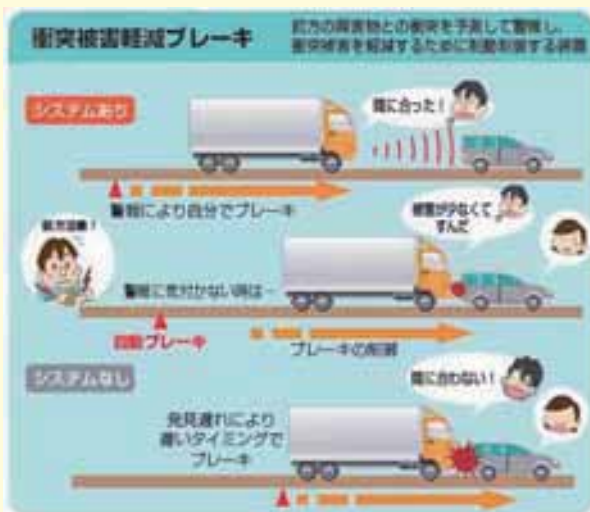 衝突被害軽減ブレーキ
前方の障害物との衝突を予測して警報し、
衝突被害を軽減するために制動制御する装置
システムあり
間に合った！
警報により自分でブレーキ
前方注意！
被害が少なくて
すんだ
警報に気付かない時は…
自動ブレーキ
ブレーキの制御
システムなし
間に合わない！
発見遅れにより
遅いタイミングで
ブレーキ